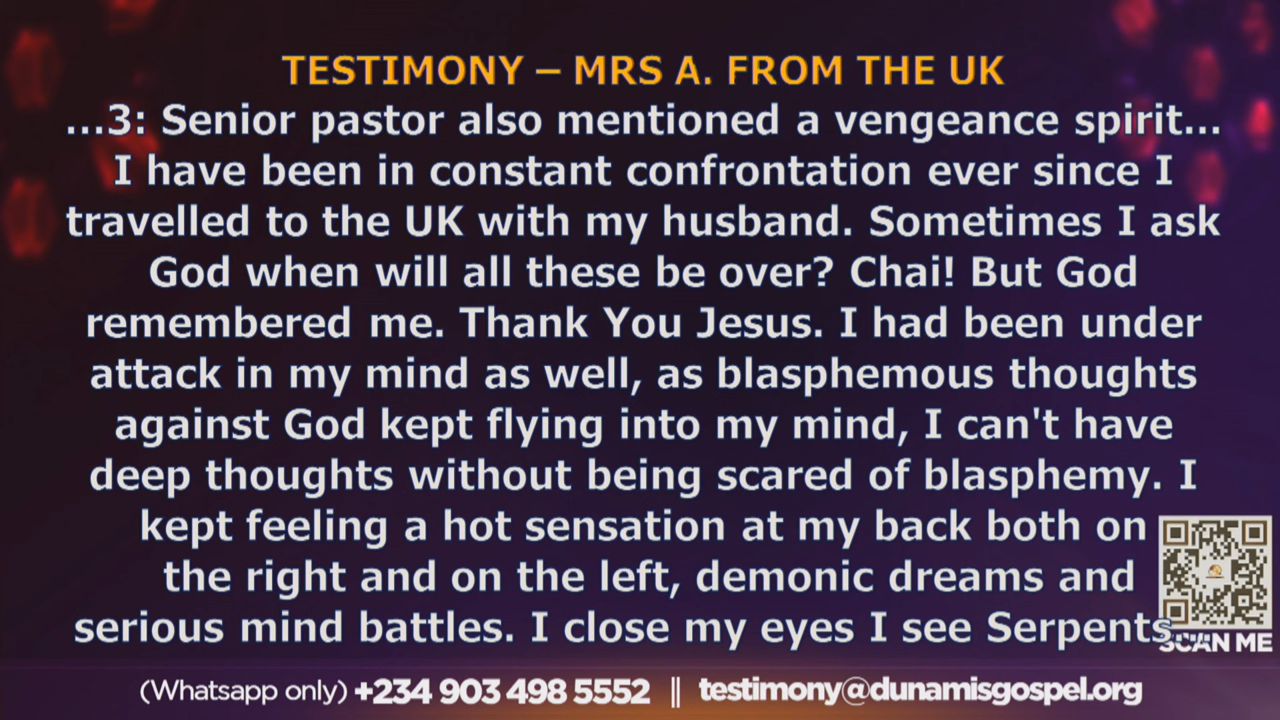 TESTIMONY – MRS A. FROM THE UK
...3: Senior pastor also mentioned a vengeance spirit...
I have been in constant confrontation ever since I
travelled to the UK with my husband. Sometimes I ask
God when will all these be over? Chai! But God
remembered me. Thank You Jesus. I had been under
attack in my mind as well, as blasphemous thoughts
against God kept flying into my mind, I can't have
deep thoughts without being scared of blasphemy. I
kept feeling a hot sensation at my back both on
the right and on the left, demonic dreams and
serious mind battles. I close my eyes I see Serpents...
SCAN ME
(Whatsapp only) +234 903 498 5552 || testimony@dunamisgospel.org